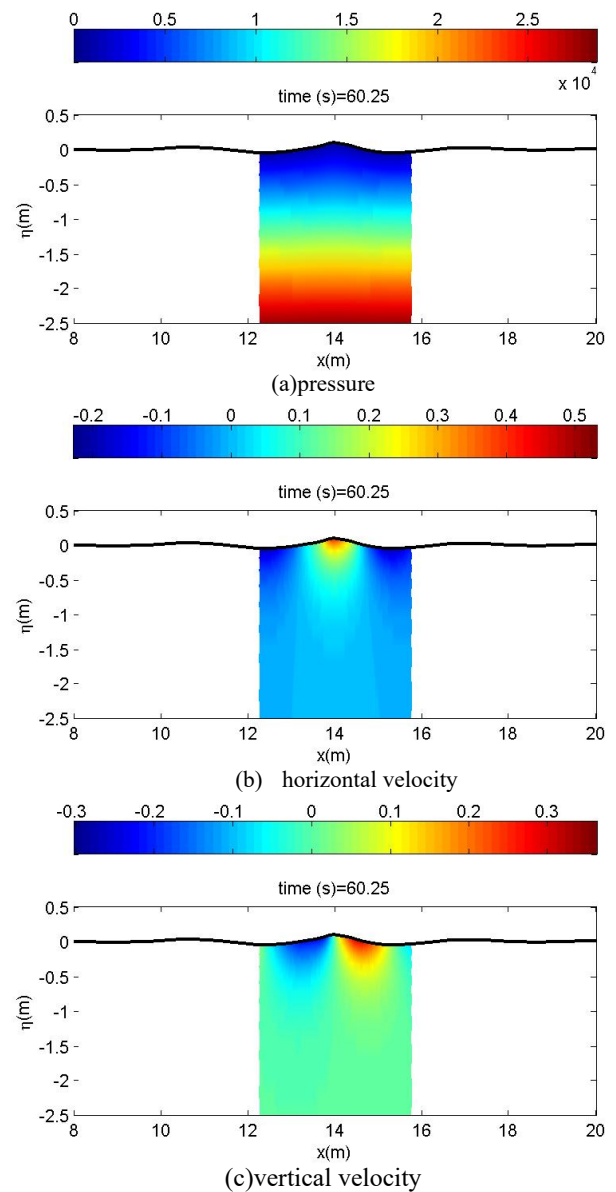 0 0.5 1 1.5 2 2.5
x 10^4
time (s)=60.25
0.5
0
-0.5
-1
-1.5
-2
-2.5
η(m)
8 10 12 14 16 18 20
x(m)
(a)pressure
-0.2 -0.1 0 0.1 0.2 0.3 0.4 0.5
time (s)=60.25
0.5
0
-0.5
-1
-1.5
-2
-2.5
η(m)
8 10 12 14 16 18 20
x(m)
(b) horizontal velocity
-0.3 -0.2 -0.1 0 0.1 0.2 0.3
time (s)=60.25
0.5
0
-0.5
-1
-1.5
-2
-2.5
η(m)
8 10 12 14 16 18 20
x(m)
(c)vertical velocity